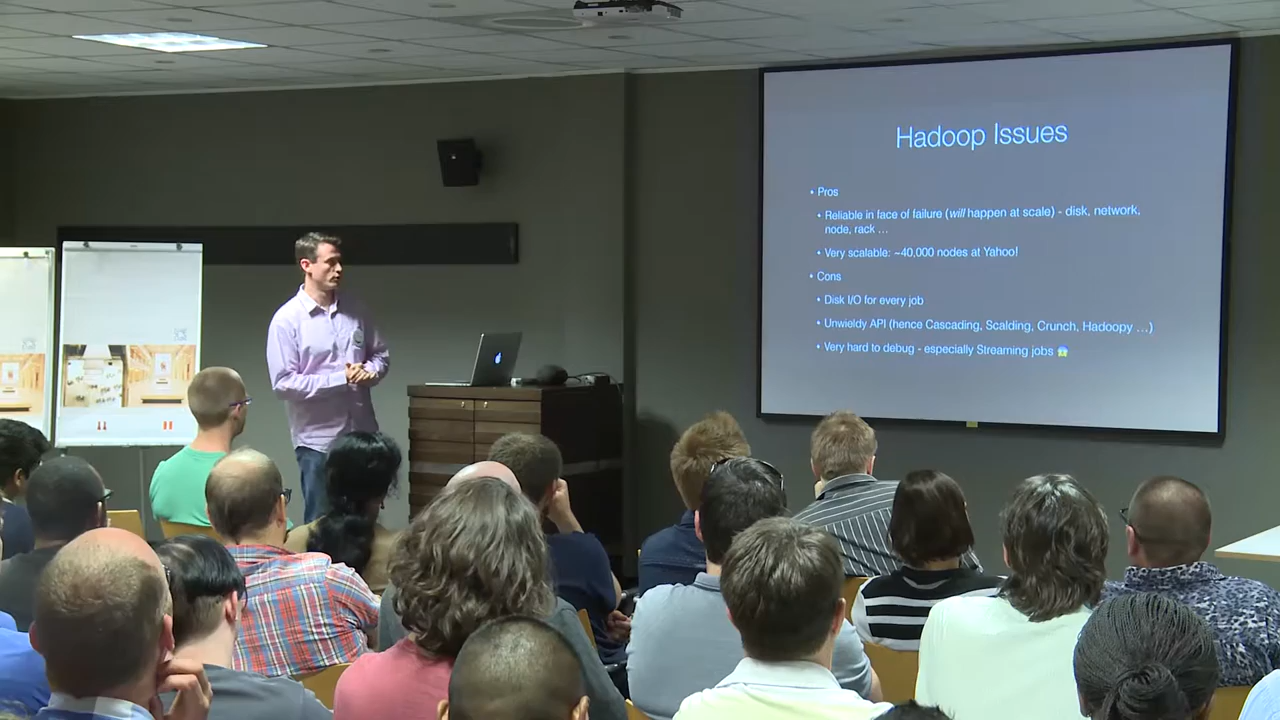 Hadoop Issues
• Pros
• Reliable in face of failure (will happen at scale) - disk, network,
node, rack ...
• Very scalable: ~40,000 nodes at Yahoo!
• Cons
• Disk I/O for every job
• Unwieldy API (hence Cascading, Scalding, Crunch, Hadoopy ...)
• Very hard to debug - especially Streaming jobs 😱